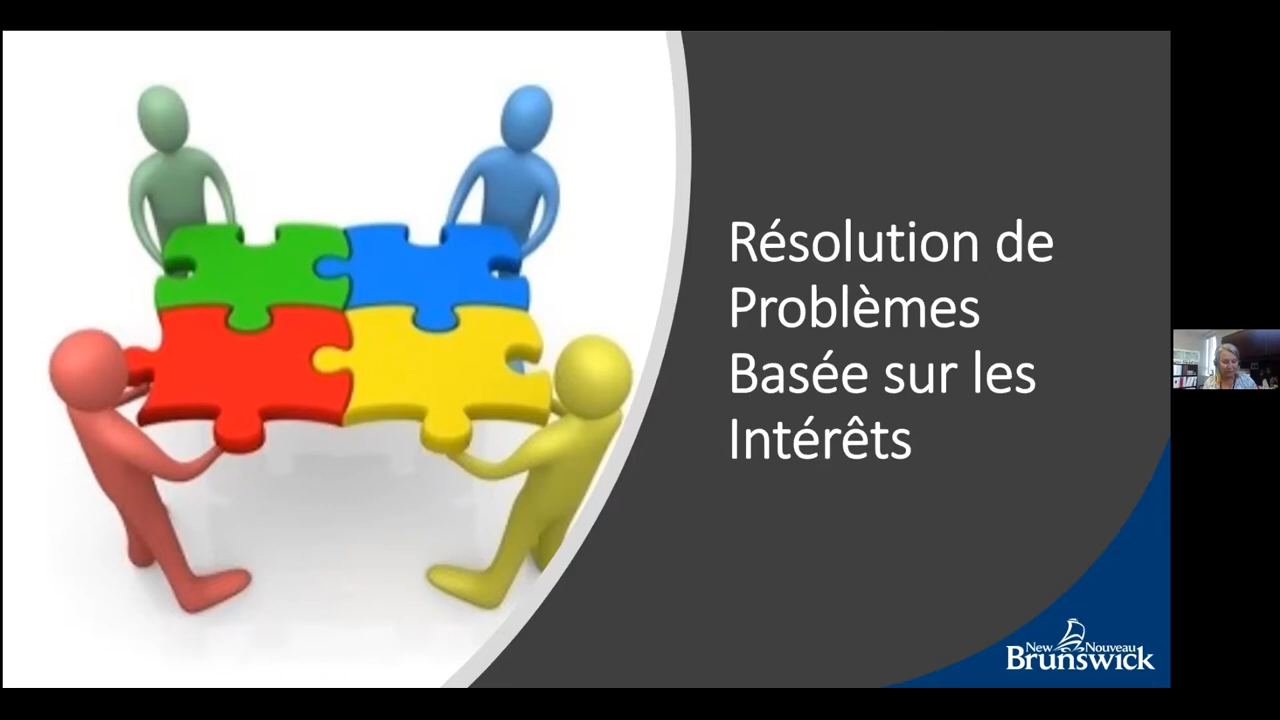 Résolution de
Problèmes
Basée sur les
Intérêts
New Nouveau
Brunswick